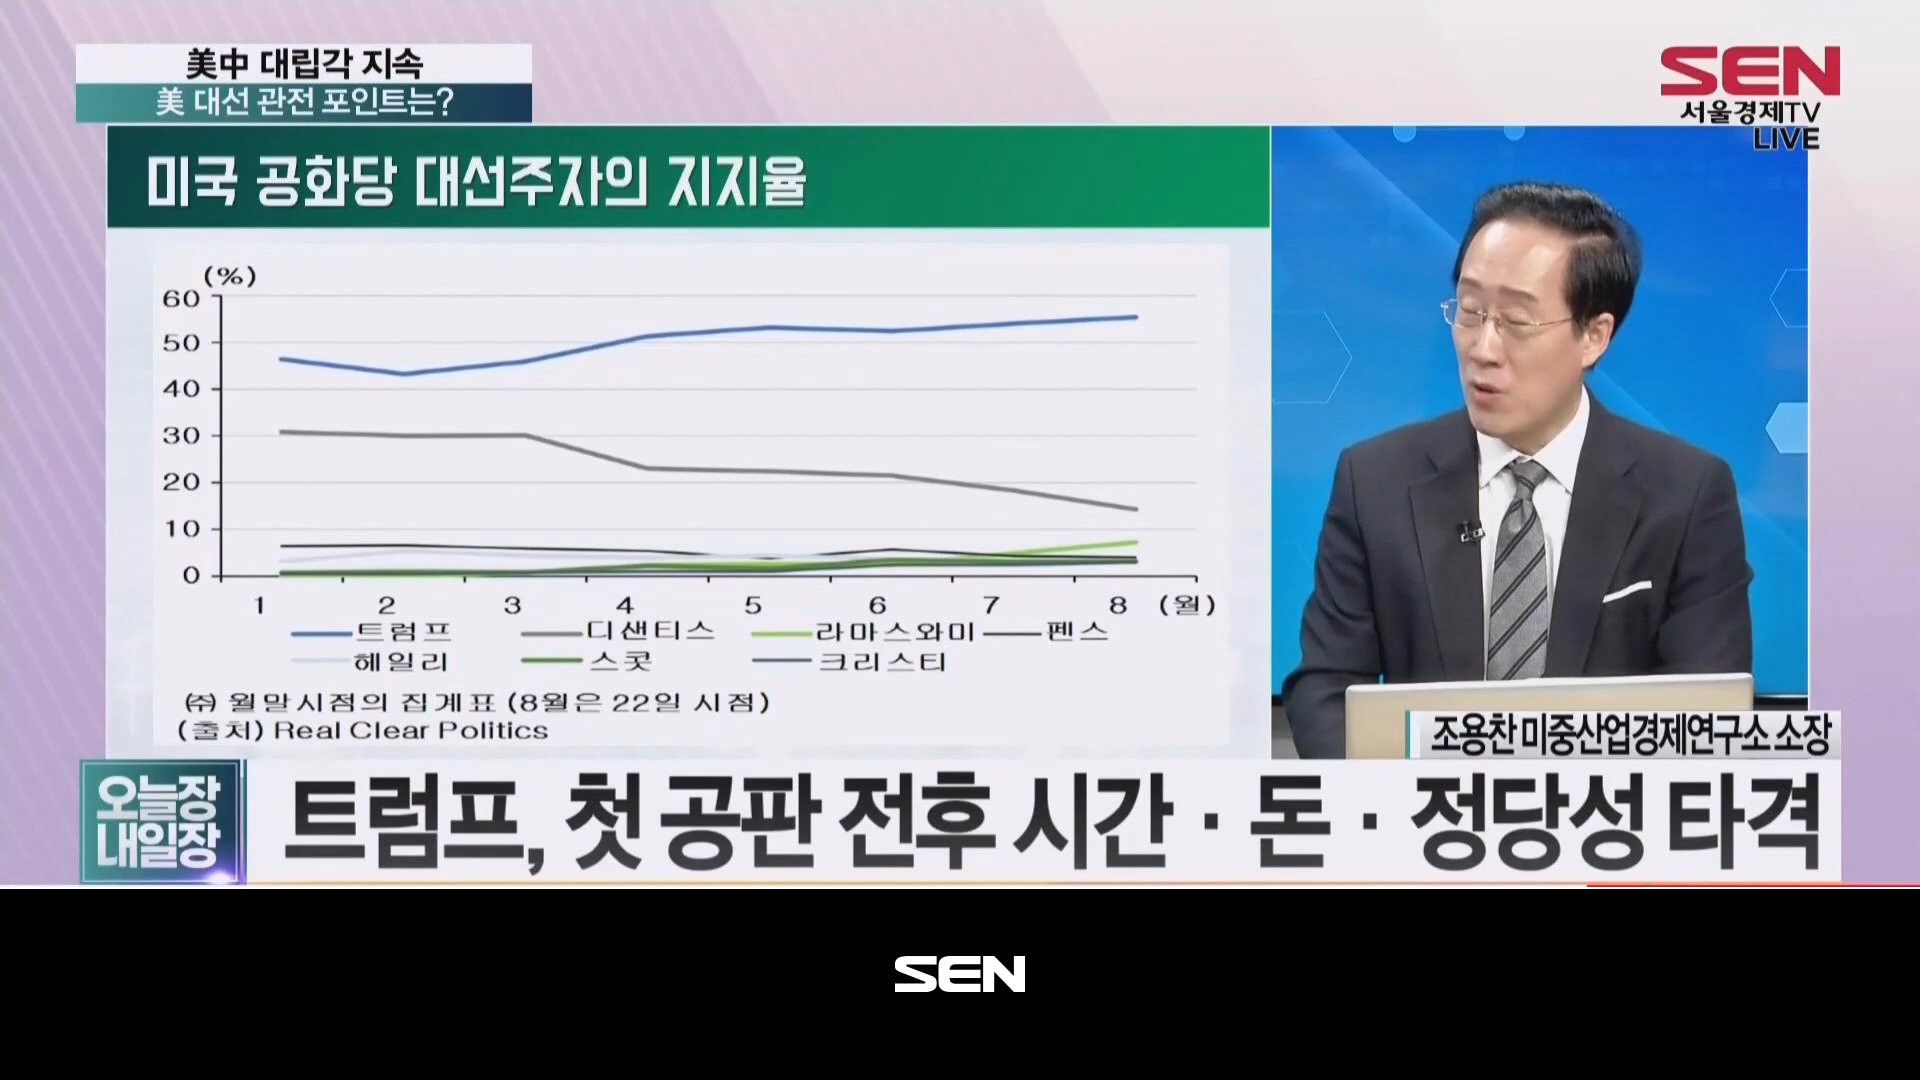 美中 대립각 지속
美 대선 관전 포인트는?
SEN
서울경제TV
LIVE
미국 공화당 대선주자의 지지율
(%)
60
50
40
30
20
10
0
1 2 3 4 5 6 7 8 (월)
트럼프 디샌티스 라마스와미 펜스
헤일리 스콧 크리스티
㈜ 월말시점의 집계표 (8월은 22일 시점)
(출처) Real Clear Politics
조용찬 미중산업경제연구소 소장
오늘장
내일장
트럼프, 첫 공판 전후 시간·돈·정당성 타격
SEN